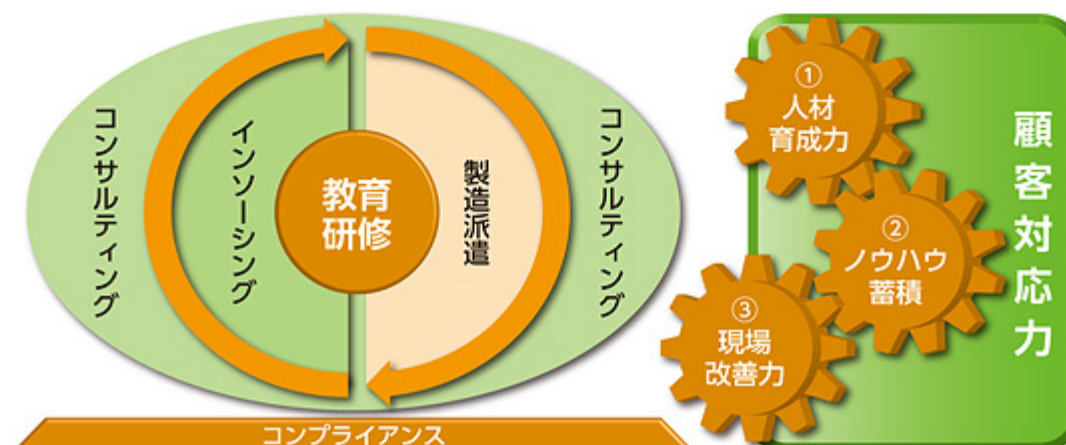 コンサルティング
インソーシング
教育
研修
製造派遣
コンサルティング
コンプライアンス
①
人材
育成力
②
ノウハウ
蓄積
③
現場
改善力
顧客対応力